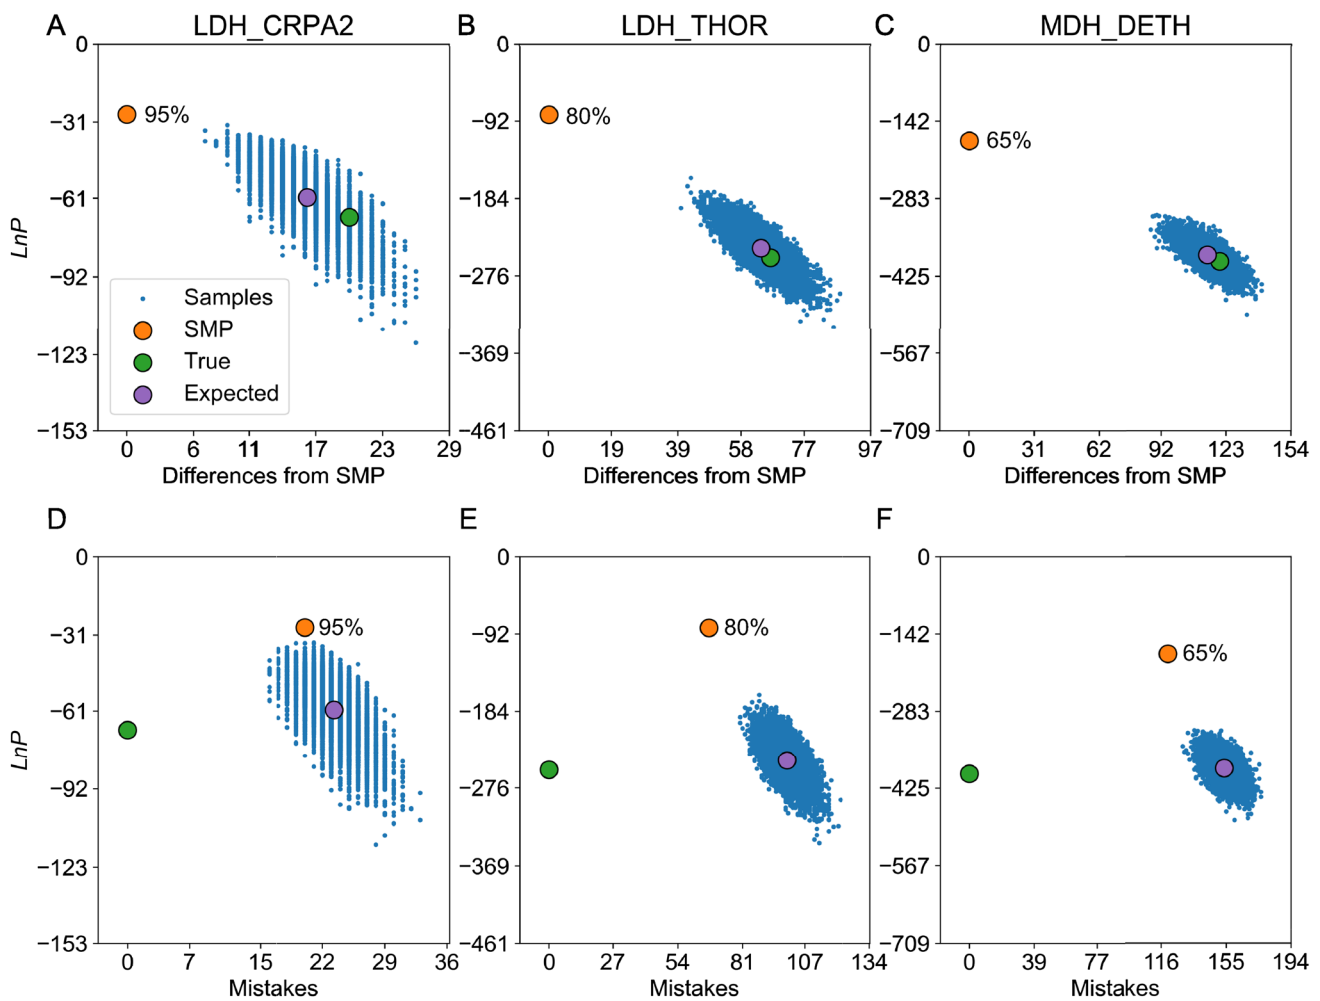 A LDH_CRPA2
0
−31
−61
−92
−123
−153
LnP
95%
Samples
SMP
True
Expected
0 6 11 17 23 29
Differences from SMP
B LDH_THOR
0
−92
−184
−276
−369
−461
80%
0 19 39 58 77 97
Differences from SMP
C MDH_DETH
0
−142
−283
−425
−567
−709
65%
0 31 62 92 123 154
Differences from SMP
D
0
−31
−61
−92
−123
−153
LnP
95%
0 7 15 22 29 36
Mistakes
E
0
−92
−184
−276
−369
−461
80%
0 27 54 81 107 134
Mistakes
F
0
−142
−283
−425
−567
−709
65%
0 39 77 116 155 194
Mistakes